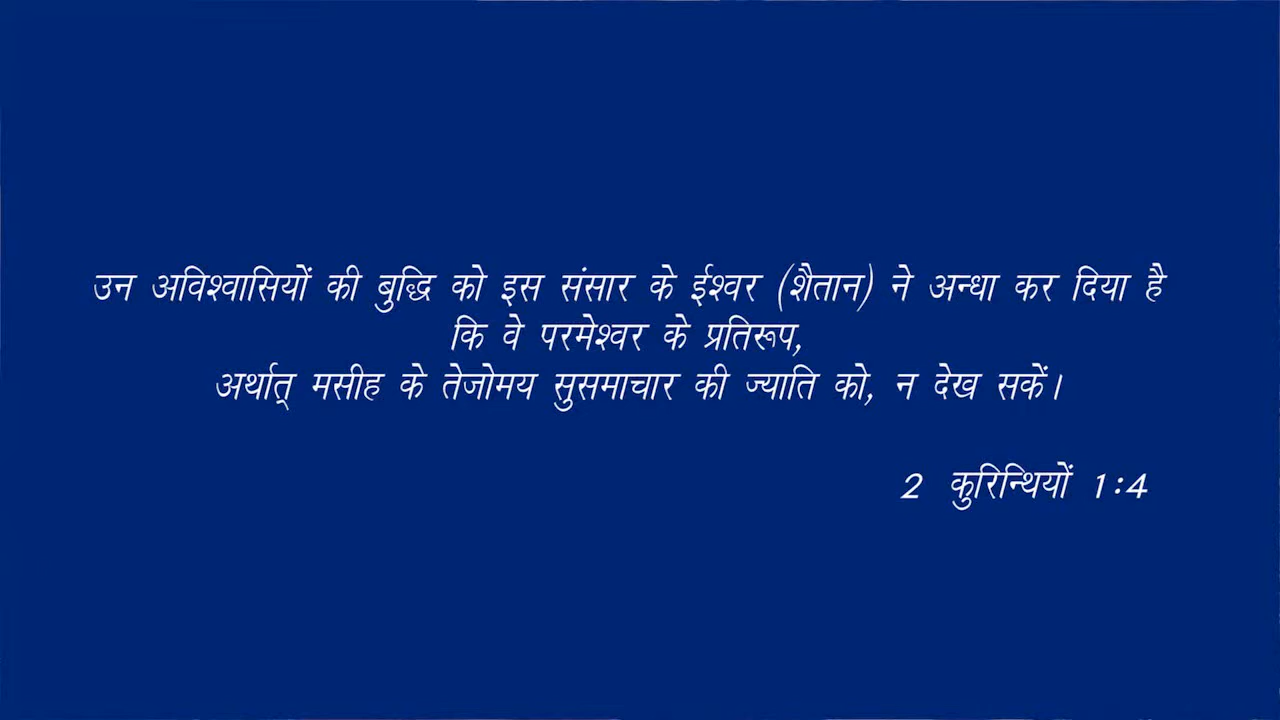 उन अविश्वासियों की बुद्धि को इस संसार के ईश्वर (शैतान) ने अन्धा कर दिया है
कि वे परमेश्वर के प्रतिरूप,
अर्थात् मसीह के तेजोमय सुसमाचार की ज्याति को, न देख सकें।
2 कुरिन्थियों 1:4